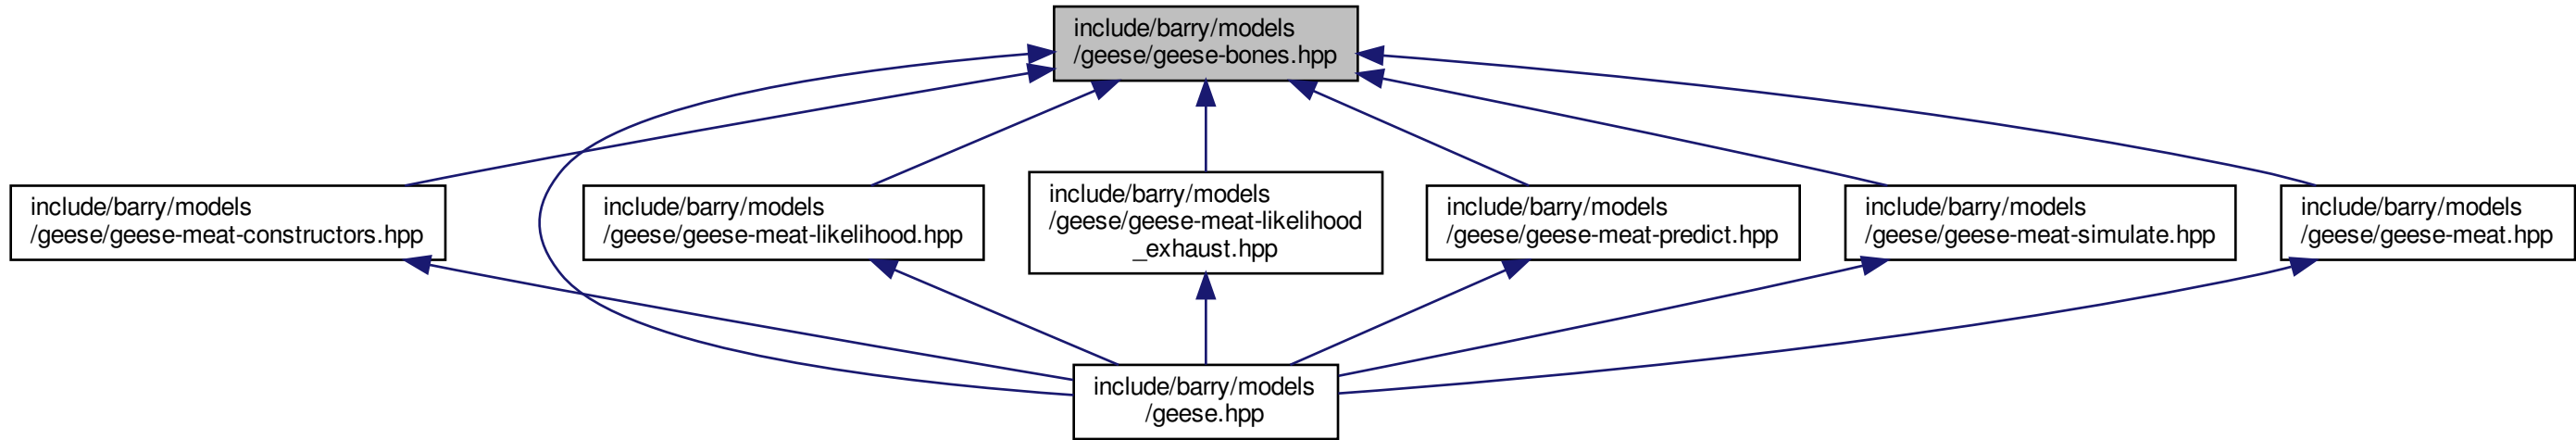 include/barry/models
/geese/geese-bones.hpp
include/barry/models
/geese/geese-meat-constructors.hpp
include/barry/models
/geese/geese-meat-likelihood.hpp
include/barry/models
/geese/geese-meat-likelihood
_exhaust.hpp
include/barry/models
/geese/geese-meat-predict.hpp
include/barry/models
/geese/geese-meat-simulate.hpp
include/barry/models
/geese/geese-meat.hpp
include/barry/models
/geese.hpp